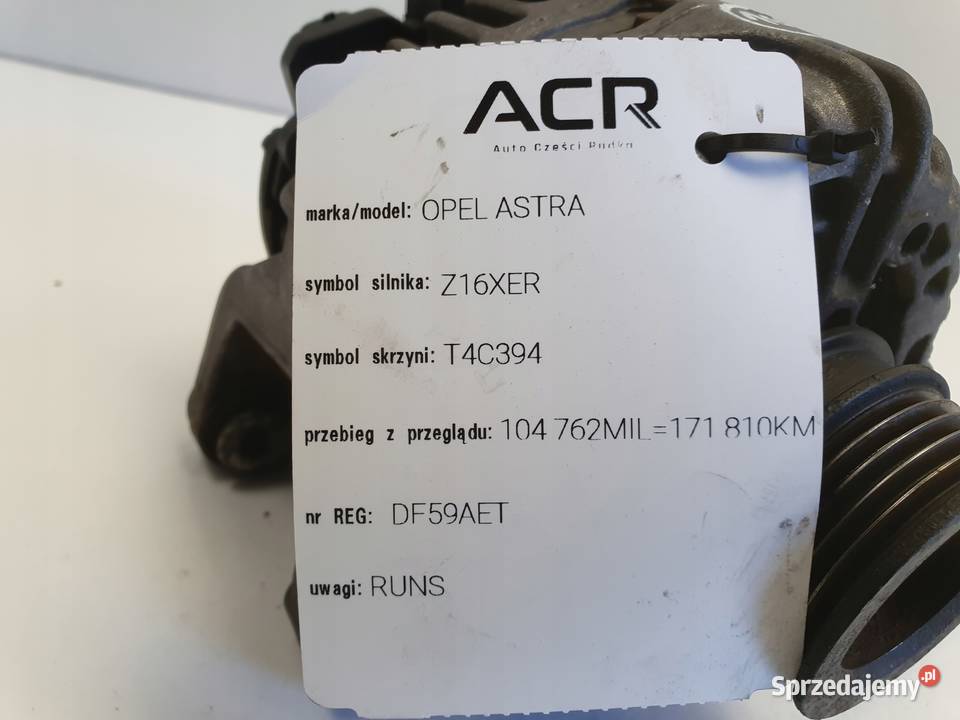 ACR
Auto Części Rudka
marka/model: OPEL ASTRA
symbol silnika: Z16XER
symbol skrzyni: T4C394
przebieg z przeglądu: 104 762MIL=171 810KM
nr REG: DF59AET
uwagi: RUNS
Sprzedajemy.pl